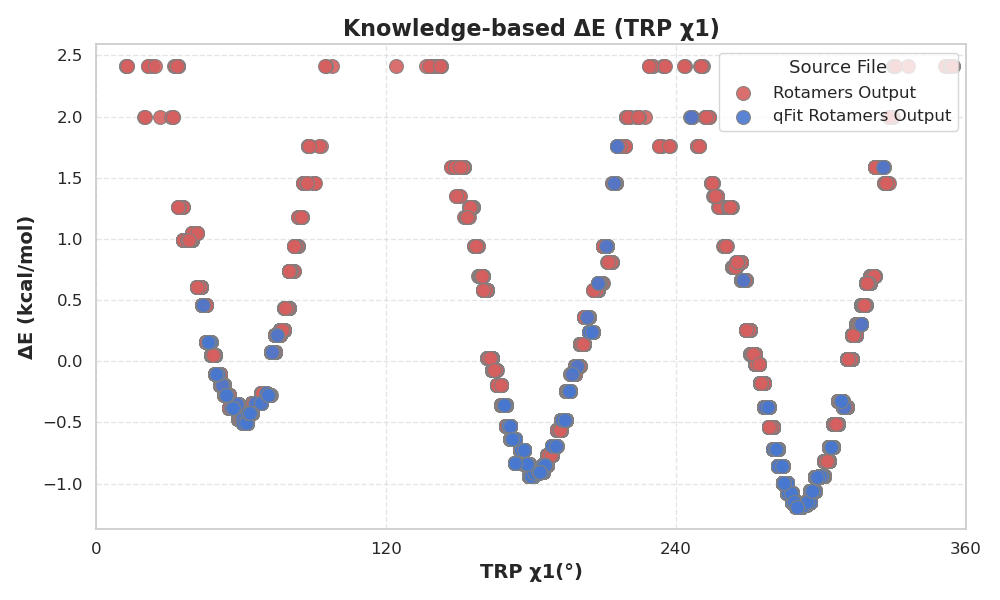 Knowledge-based ΔE (TRP χ1)
2.5
2.0
1.5
1.0
0.5
0.0
−0.5
−1.0
ΔE (kcal/mol)
Source File
Rotamers Output
qFit Rotamers Output
0
120
240
360
TRP χ1(°)